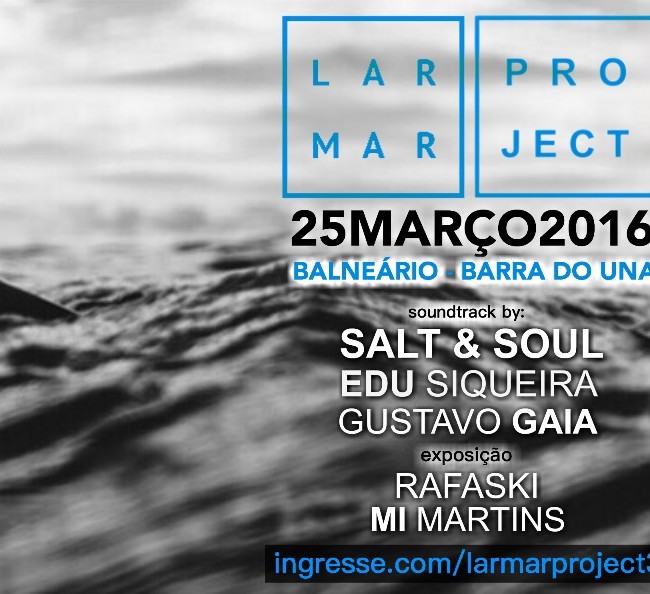 LAR PRO
MAR JECT
25MARÇO2016
BALNEÁRIO - BARRA DO UNA
soundtrack by:
SALT & SOUL
EDU SIQUEIRA
GUSTAVO GAIA
exposição
RAFASKI
MI MARTINS
ingresse.com/larmarproject3